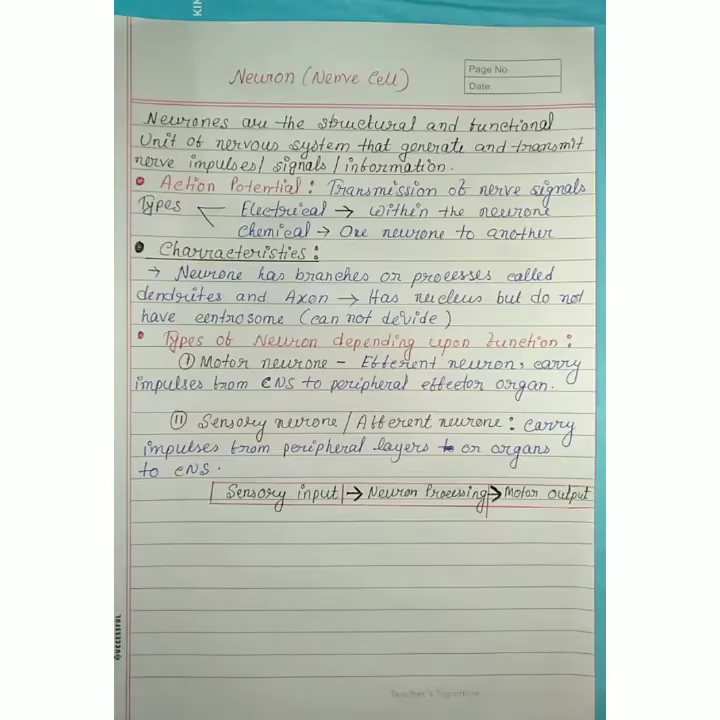 KIN
Neuron (Nerve Cell)
Page No.
Date
Neurones are the structural and functional
Unit of nervous system that generate and transmit
nerve impulses/signals/information.
• Action Potential: Transmission of nerve signals
Types Electrical → within the neurone
Chemical → One neurone to another
• Charracteristics:
→ Neurone has branches or processes called
dendrites and Axon → Has nucleus but do not
have centrosome (can not devide)
• Types of Neuron depending upon function:
(I) Motor neurone - Efferent neuron, carry
impulses from CNS to peripheral effector organ.
(II) Sensory neurone / Afferent neurone: carry
impulses from peripheral layers or organs
to CNS.
Sensory input → Neuron Processing → Motor output
SUCCESSFUL
Teacher's Signature